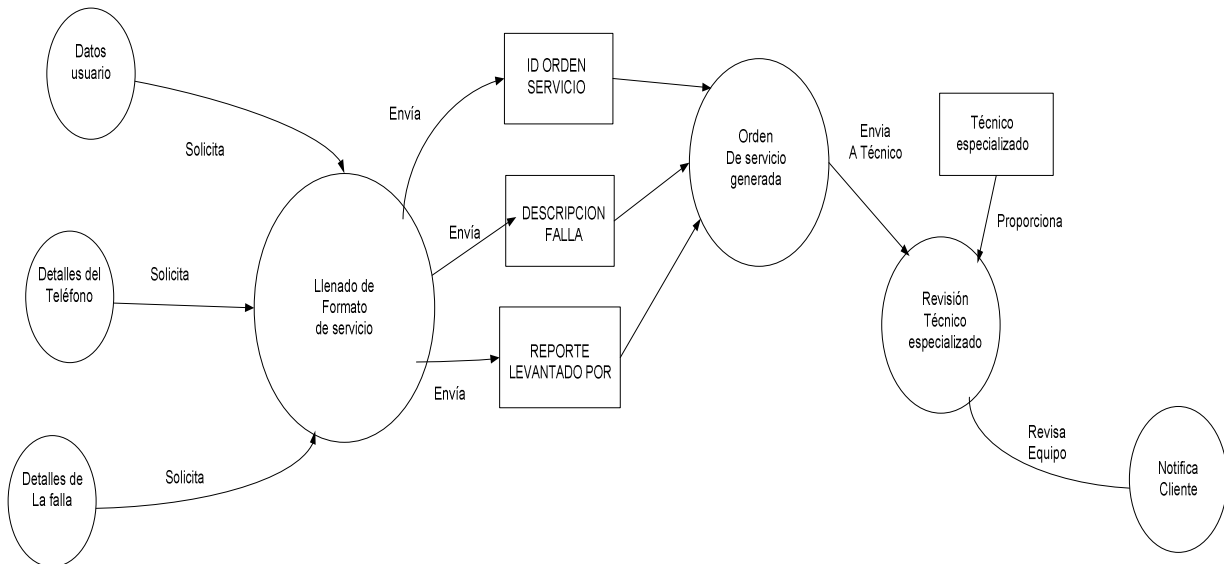 Datos
usuario
Solicita
Detalles del
Teléfono
Solicita
Detalles de
La falla
Solicita
Llenado de
Formato
de servicio
Envía
Envía
Envía
ID ORDEN
SERVICIO
DESCRIPCION
FALLA
REPORTE
LEVANTADO POR
Orden
De servicio
generada
Envia
A Técnico
Técnico
especializado
Proporciona
Revisión
Técnico
especializado
Revisa
Equipo
Notifica
Cliente